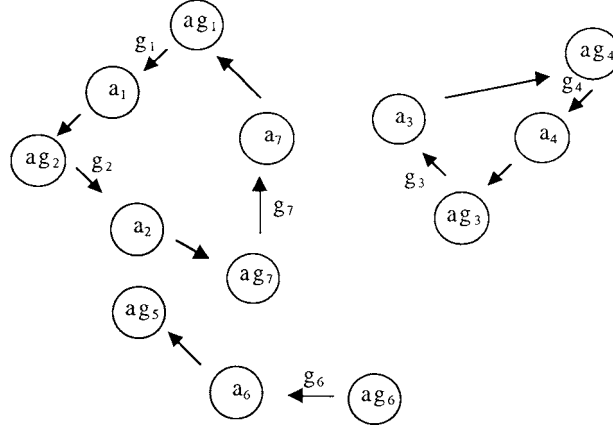 ag₁
g₁
a₁
ag₂
g₂
a₂
ag₇
g₇
a₇
ag₄
g₄
a₄
a₃
g₃
ag₃
ag₅
a₆
g₆
ag₆